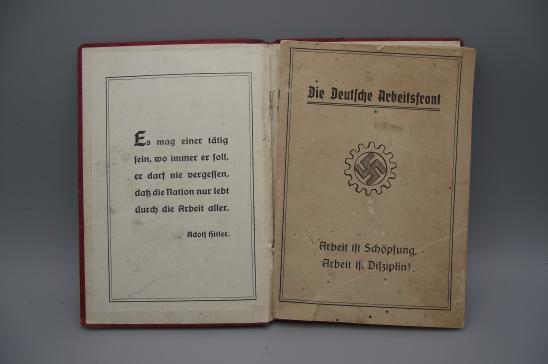 Es mag einer tätig
sein, wo immer er soll,
er darf nie vergessen,
daß die Nation nur lebt
durch die Arbeit aller.
Adolf Hitler.
Die Deutsche Arbeitsfront
Arbeit ist Schöpfung,
Arbeit ist Disziplin!